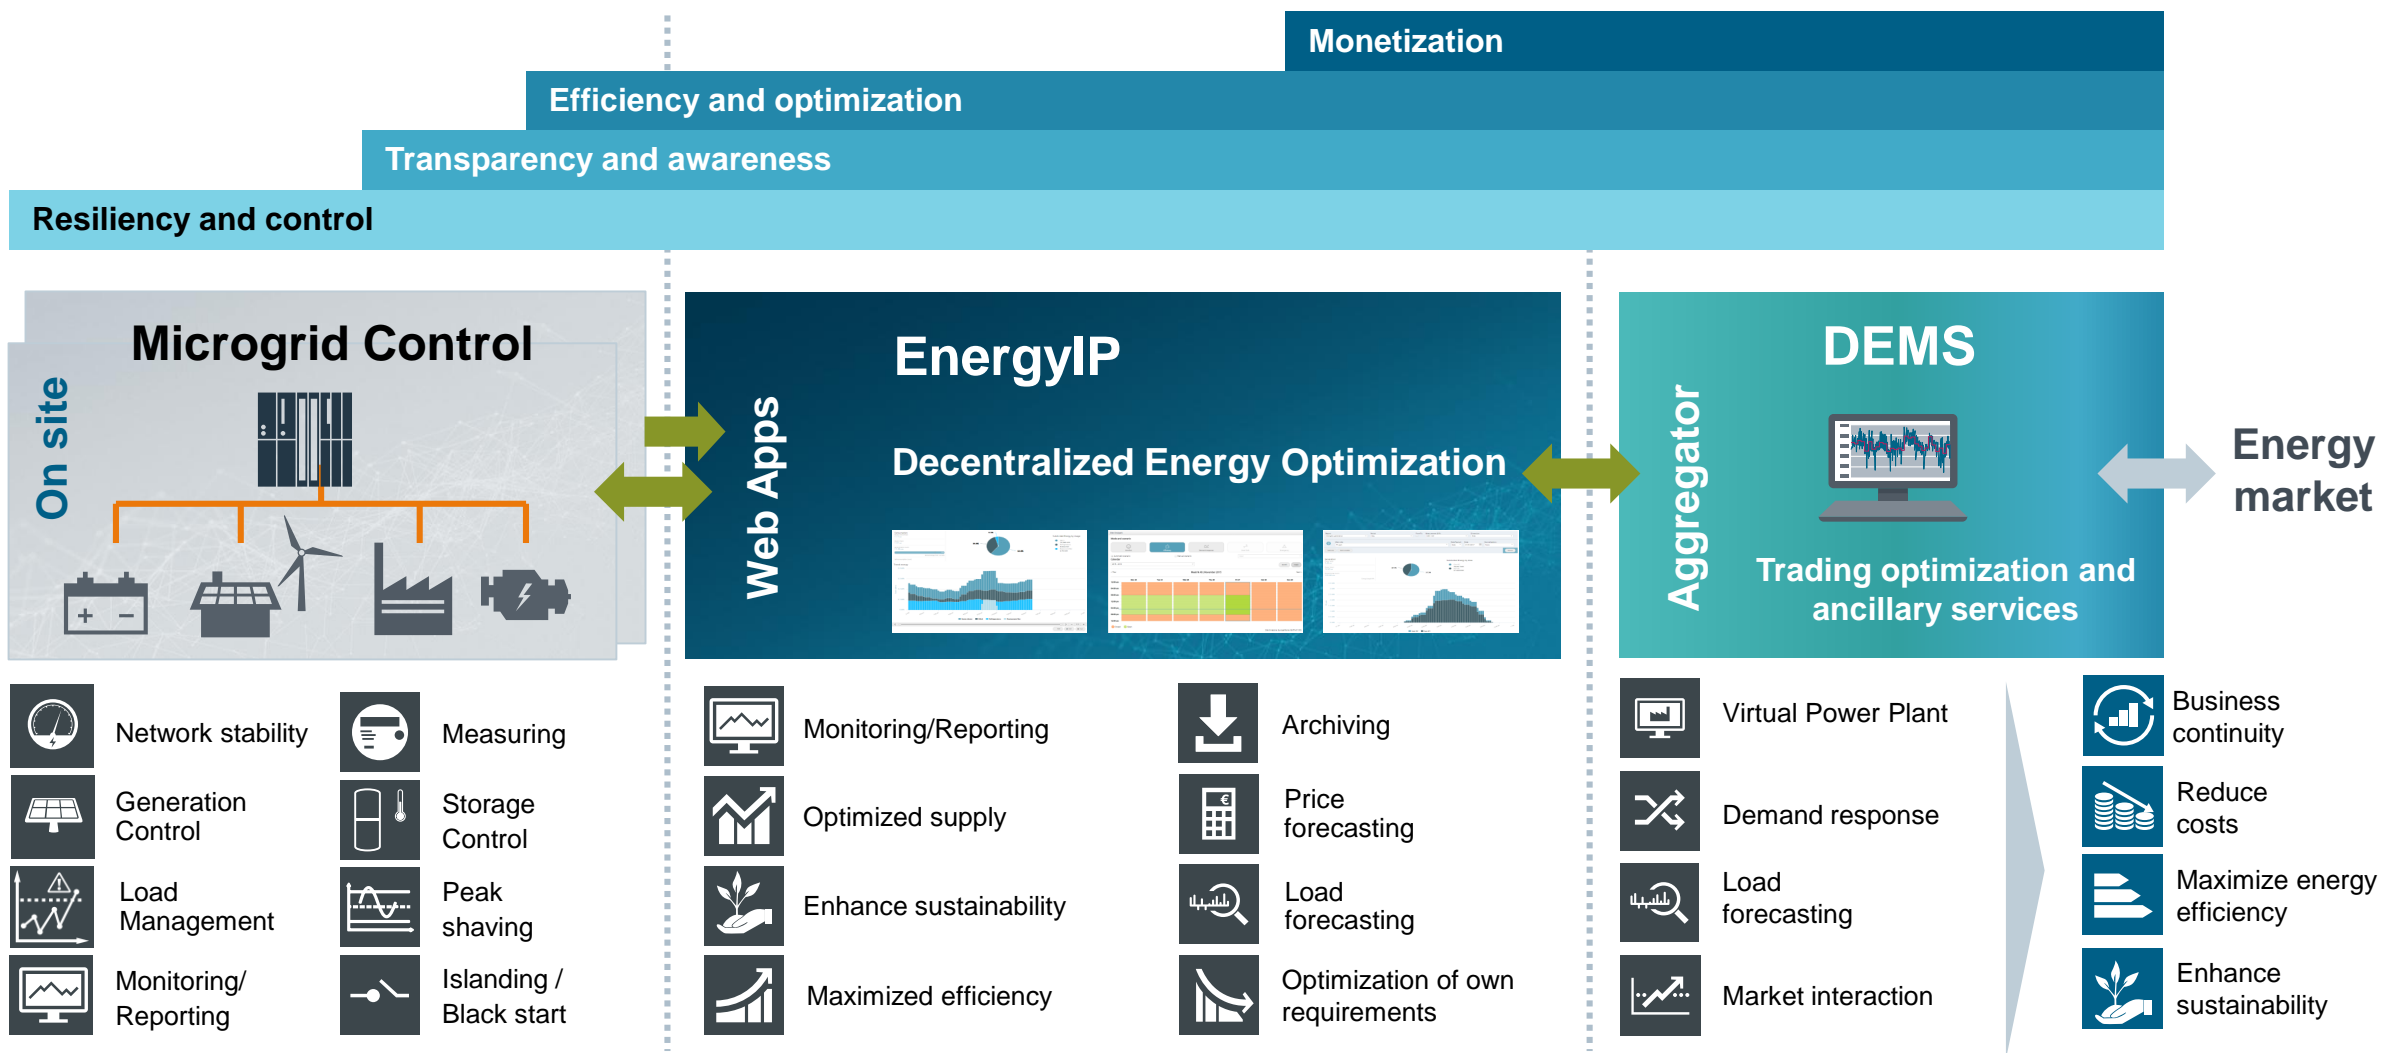 Monetization
Efficiency and optimization
Transparency and awareness
Resiliency and control
Microgrid Control
On site
EnergyIP
Web Apps
Decentralized Energy Optimization
DEMS
Aggregator
Trading optimization and
ancillary services
Energy
market
Network stability
Generation
Control
Load
Management
Monitoring/
Reporting
Measuring
Storage
Control
Peak
shaving
Islanding /
Black start
Monitoring/Reporting
Optimized supply
Enhance sustainability
Maximized efficiency
Archiving
€
Price
forecasting
Load
forecasting
Optimization of own
requirements
Virtual Power Plant
Demand response
Load
forecasting
Market interaction
Business
continuity
Reduce
costs
Maximize energy
efficiency
Enhance
sustainability